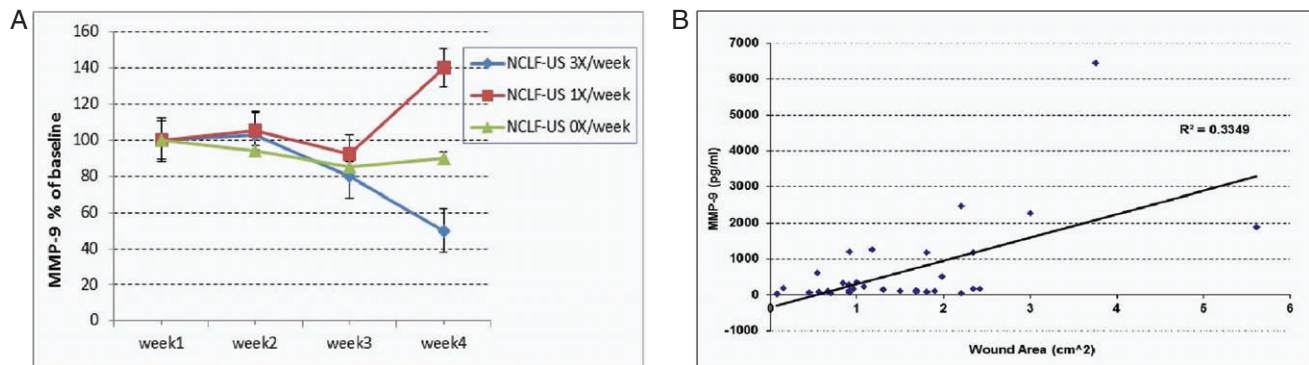 A
160
140
120
100
80
60
40
20
0
MMP-9 % of baseline
week1 week2 week3 week4
NCLF-US 3X/week
NCLF-US 1X/week
NCLF-US 0X/week
B
7000
6000
5000
4000
3000
2000
1000
0
-1000
MMP-9 (pg/ml)
R² = 0.3349
0 1 2 3 4 5 6
Wound Area (cm^2)